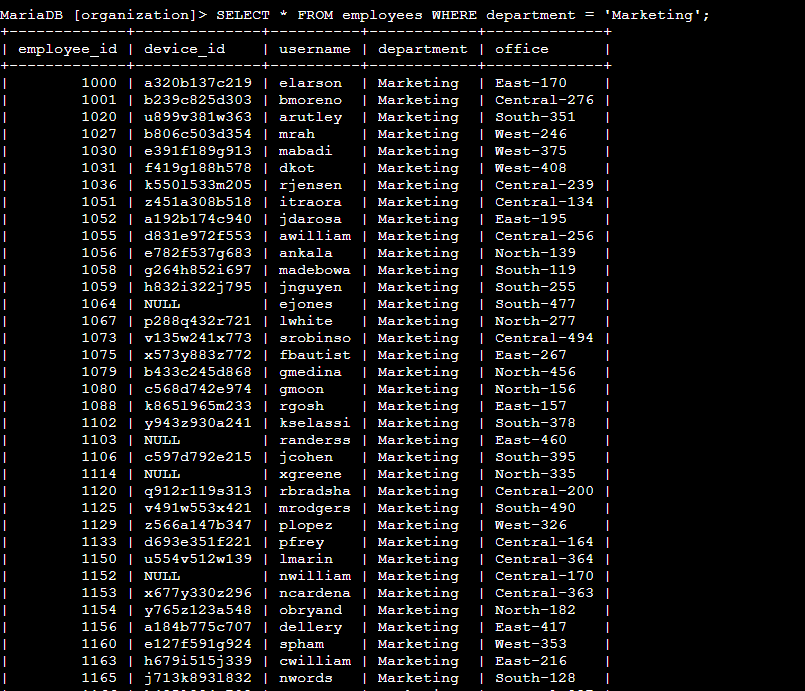 MariaDB [organization]> SELECT * FROM employees WHERE department = 'Marketing';
+-------------+--------------+----------+------------+-------------+
| employee_id | device_id    | username | department | office      |
+-------------+--------------+----------+------------+-------------+
|        1000 | a320b137c219 | elarson  | Marketing  | East-170    |
|        1001 | b239c825d303 | bmoreno  | Marketing  | Central-276 |
|        1020 | u899v381w363 | arutley  | Marketing  | South-351   |
|        1027 | b806c503d354 | mrah     | Marketing  | West-246    |
|        1030 | e391f189g913 | mabadi   | Marketing  | West-375    |
|        1031 | f419g188h578 | dkot     | Marketing  | West-408    |
|        1036 | k550l533m205 | rjensen  | Marketing  | Central-239 |
|        1051 | z451a308b518 | itraora  | Marketing  | Central-134 |
|        1052 | a192b174c940 | jdarosa  | Marketing  | East-195    |
|        1055 | d831e972f553 | awilliam | Marketing  | Central-256 |
|        1056 | e782f537g683 | ankala   | Marketing  | North-139   |
|        1058 | g264h852i697 | madebowa | Marketing  | South-119   |
|        1059 | h832i322j795 | jnguyen  | Marketing  | South-255   |
|        1064 | NULL         | ejones   | Marketing  | South-477   |
|        1067 | p288q432r721 | lwhite   | Marketing  | North-277   |
|        1073 | v135w241x773 | srobinso | Marketing  | Central-494 |
|        1075 | x573y883z772 | fbautist | Marketing  | East-267    |
|        1079 | b433c245d868 | gmedina  | Marketing  | North-456   |
|        1080 | c568d742e974 | gmoon    | Marketing  | North-156   |
|        1088 | k865l965m233 | rgosh    | Marketing  | East-157    |
|        1102 | y943z930a241 | kselassi | Marketing  | South-378   |
|        1103 | NULL         | randerss | Marketing  | East-460    |
|        1106 | c597d792e215 | jcohen   | Marketing  | South-395   |
|        1114 | NULL         | xgreene  | Marketing  | North-335   |
|        1120 | q912r119s313 | rbradsha | Marketing  | Central-200 |
|        1125 | v491w553x421 | mrodgers | Marketing  | South-490   |
|        1129 | z566a147b347 | plopez   | Marketing  | West-326    |
|        1133 | d693e351f221 | pfrey    | Marketing  | Central-164 |
|        1150 | u554v512w139 | lmarin   | Marketing  | Central-364 |
|        1152 | NULL         | nwilliam | Marketing  | Central-170 |
|        1153 | x677y330z296 | ncardena | Marketing  | Central-363 |
|        1154 | y765z123a548 | obryand  | Marketing  | North-182   |
|        1156 | a184b775c707 | dellery  | Marketing  | East-417    |
|        1160 | e127f591g924 | spham    | Marketing  | West-353    |
|        1163 | h679i515j339 | cwilliam | Marketing  | East-216    |
|        1165 | j713k893l832 | nwords   | Marketing  | South-128   |